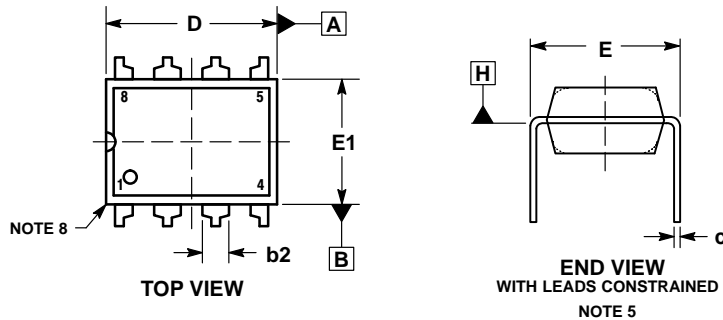 D
A
8
5
E1
1
4
NOTE 8
b2
B
TOP VIEW
E
H
c
END VIEW
WITH LEADS CONSTRAINED
NOTE 5